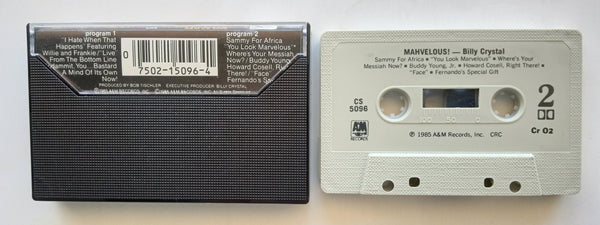 program 1
"I Hate When That
Happens" Featuring
Willie and Frankie/"Live"
From The Bottom Line
dammit, You.. Bastard
A Mind Of Its Own
Now!
0
7502-15096-4
program 2
Sammy For Africa
"You Look Marvelous"
Where's Your Messiah
Now?/Buddy Young,
Howard Cosell, Right
There!/"Face"
Fernando's Spe
PRODUCED BY BOB TISCHLER EXECUTIVE PRODUCER: BILLY CRYSTAL
MAHVELOUS! — Billy Crystal
Sammy For Africa • "You Look Marvelous" • Where's Your
Messiah Now? • Buddy Young, Jr. • Howard Cosell, Right There!
• "Face" • Fernando's Special Gift
CS
5096
2
100 50 0
A&M
RECORDS
℗ 1985 A&M Records, Inc. CRC
Cr O2